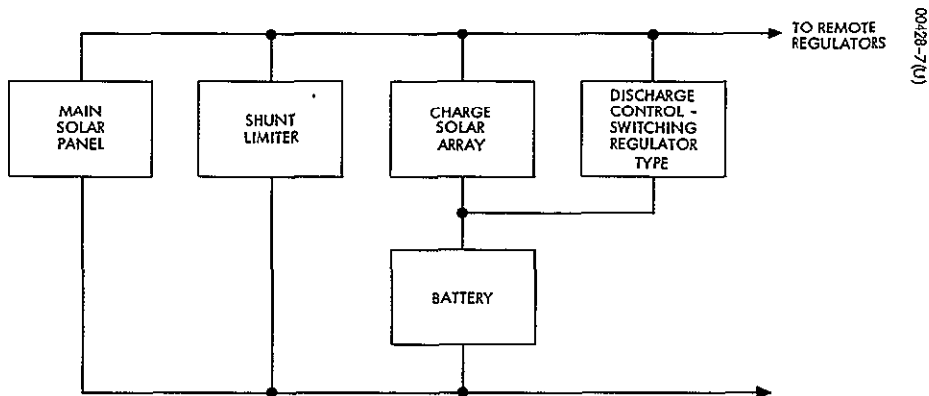 TO REMOTE
REGULATORS
00428-7(U)
MAIN
SOLAR
PANEL
SHUNT
LIMITER
CHARGE
SOLAR
ARRAY
DISCHARGE
CONTROL -
SWITCHING
REGULATOR
TYPE
BATTERY